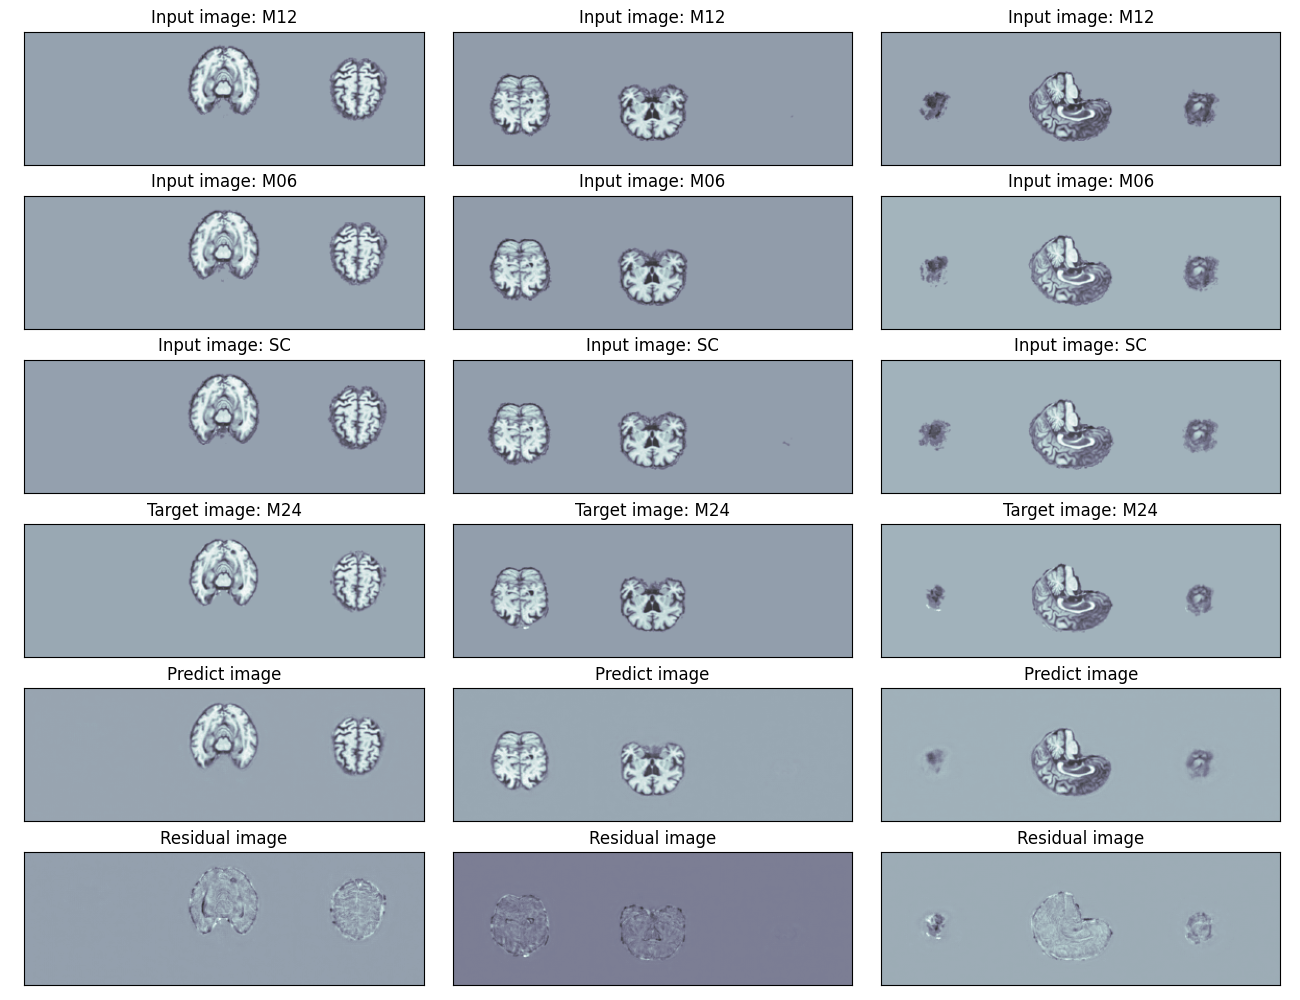 Input image: M12 Input image: M12 Input image: M12
Input image: M06 Input image: M06 Input image: M06
Input image: SC Input image: SC Input image: SC
Target image: M24 Target image: M24 Target image: M24
Predict image Predict image Predict image
Residual image Residual image Residual image